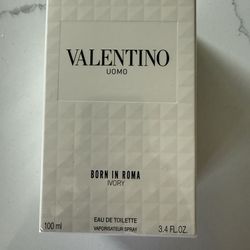 VALENTINO
UOMO
BORN IN ROMA
IVORY
EAU DE TOILETTE
100 ml VAPORISATEUR SPRAY 3.4 FL.OZ.